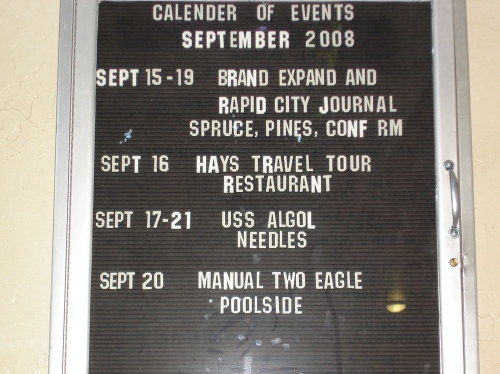 CALENDER OF EVENTS
SEPTEMBER 2008
SEPT 15-19 BRAND EXPAND AND
RAPID CITY JOURNAL
SPRUCE, PINES, CONF RM
SEPT 16 HAYS TRAVEL TOUR
RESTAURANT
SEPT 17-21 USS ALGOL
NEEDLES
SEPT 20 MANUAL TWO EAGLE
POOLSIDE